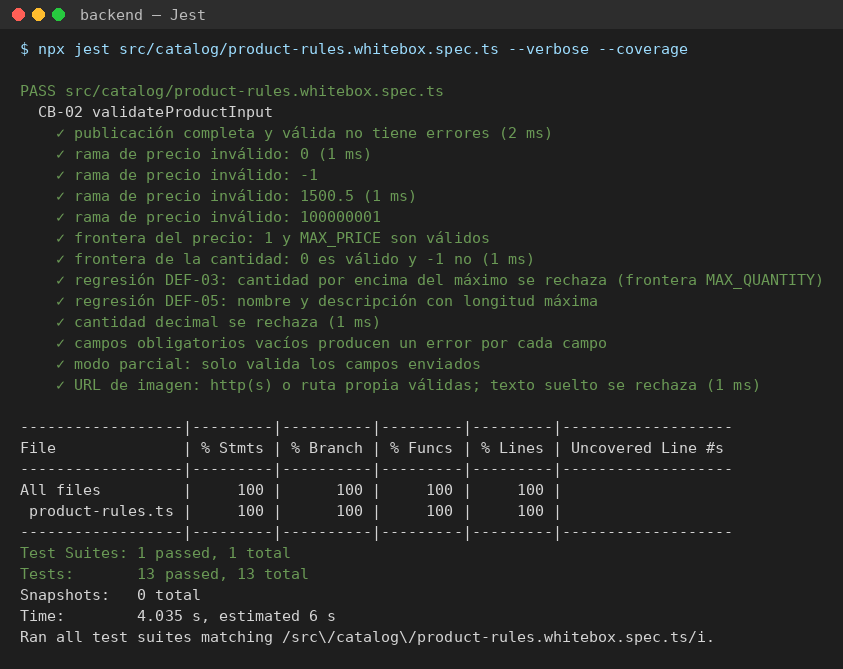 backend — Jest
$ npx jest src/catalog/product-rules.whitebox.spec.ts --verbose --coverage
PASS src/catalog/product-rules.whitebox.spec.ts
  CB-02 validateProductInput
    ✓ publicación completa y válida no tiene errores (2 ms)
    ✓ rama de precio inválido: 0 (1 ms)
    ✓ rama de precio inválido: -1
    ✓ rama de precio inválido: 1500.5 (1 ms)
    ✓ rama de precio inválido: 100000001
    ✓ frontera del precio: 1 y MAX_PRICE son válidos
    ✓ frontera de la cantidad: 0 es válido y -1 no (1 ms)
    ✓ regresión DEF-03: cantidad por encima del máximo se rechaza (frontera MAX_QUANTITY)
    ✓ regresión DEF-05: nombre y descripción con longitud máxima
    ✓ cantidad decimal se rechaza (1 ms)
    ✓ campos obligatorios vacíos producen un error por cada campo
    ✓ modo parcial: solo valida los campos enviados
    ✓ URL de imagen: http(s) o ruta propia válidas; texto suelto se rechaza (1 ms)
------------------|---------|----------|---------|---------|-------------------
File              | % Stmts | % Branch | % Funcs | % Lines | Uncovered Line #s
------------------|---------|----------|---------|---------|-------------------
All files         |     100 |      100 |     100 |     100 |
 product-rules.ts |     100 |      100 |     100 |     100 |
------------------|---------|----------|---------|---------|-------------------
Test Suites: 1 passed, 1 total
Tests:       13 passed, 13 total
Snapshots:   0 total
Time:        4.035 s, estimated 6 s
Ran all test suites matching /src\/catalog\/product-rules.whitebox.spec.ts/i.